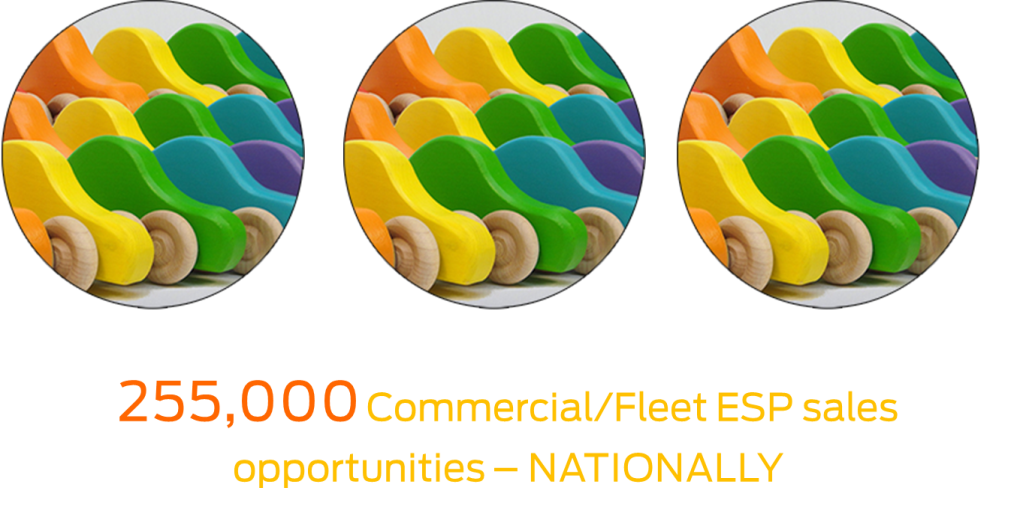 255,000 Commercial/Fleet ESP sales
opportunities – NATIONALLY